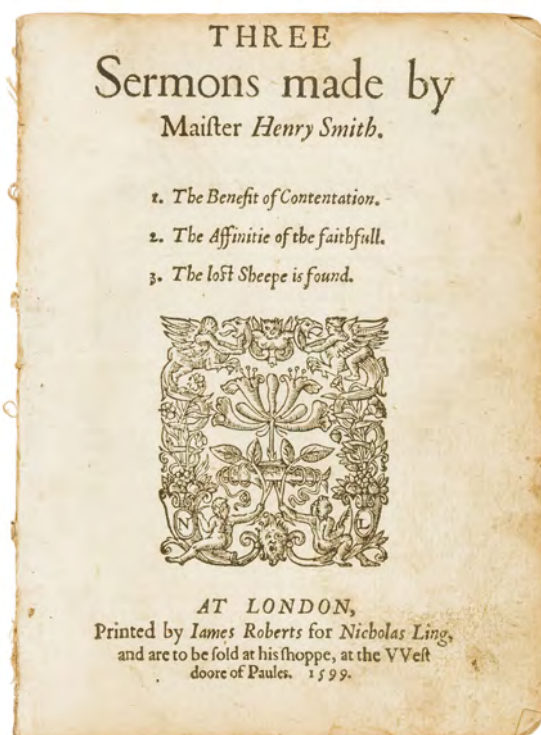 THREE
Sermons made by
Maiſter Henry Smith.
1. The Benefit of Contentation.
2. The Affinitie of the faithfull.
3. The loſt Sheepe is found.
N L
AT LONDON,
Printed by Iames Roberts for Nicholas Ling,
and are to be ſold at his ſhoppe, at the VVeſt
doore of Paules. 1599.